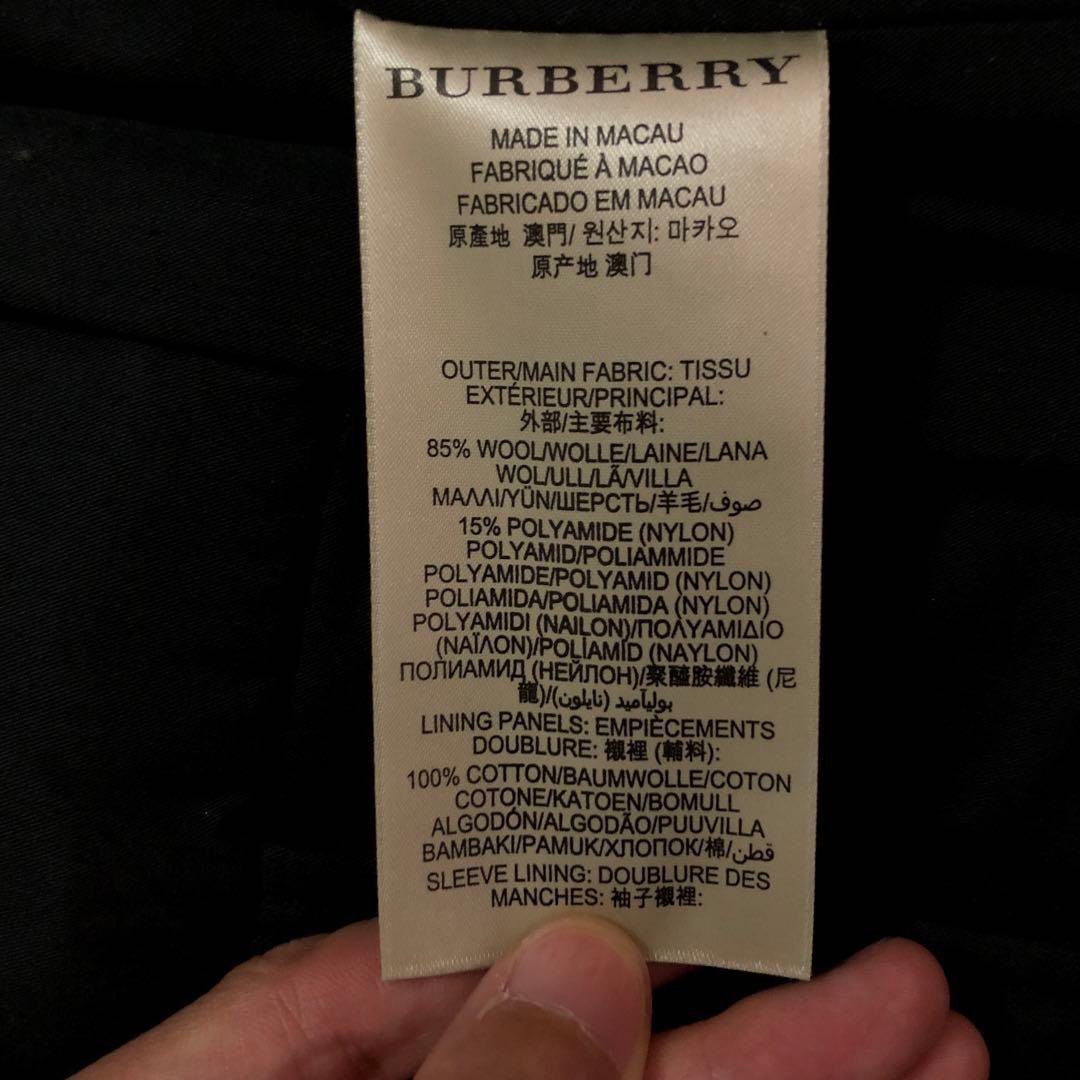 BURBERRY
MADE IN MACAU
FABRIQUÉ À MACAO
FABRICADO EM MACAU
原產地 澳門/ 원산지: 마카오
原产地 澳门
OUTER/MAIN FABRIC: TISSU
EXTÉRIEUR/PRINCIPAL:
外部/主要布料:
85% WOOL/WOLLE/LAINE/LANA
WOL/ULL/LÃ/VILLA
ΜΑΛΛΙ/YÜN/ШЕРСТЬ/羊毛/صوف
15% POLYAMIDE (NYLON)
POLYAMID/POLIAMMIDE
POLYAMIDE/POLYAMID (NYLON)
POLIAMIDA/POLIAMIDA (NYLON)
POLYAMIDI (NAILON)/ΠΟΛΥΑΜΙΔΙΟ
(ΝΑΪΛΟΝ)/POLİAMİD (NAYLON)
ПОЛИАМИД (НЕЙЛОН)/聚醯胺纖維 (尼
龍)/بوليآميد (نايلون)
LINING PANELS: EMPIÈCEMENTS
DOUBLURE: 襯裡 (輔料):
100% COTTON/BAUMWOLLE/COTON
COTONE/KATOEN/BOMULL
ALGODÓN/ALGODÃO/PUUVILLA
BAMBAKI/PAMUK/ХЛОПОК/棉/قطن
SLEEVE LINING: DOUBLURE DES
MANCHES: 袖子襯裡: